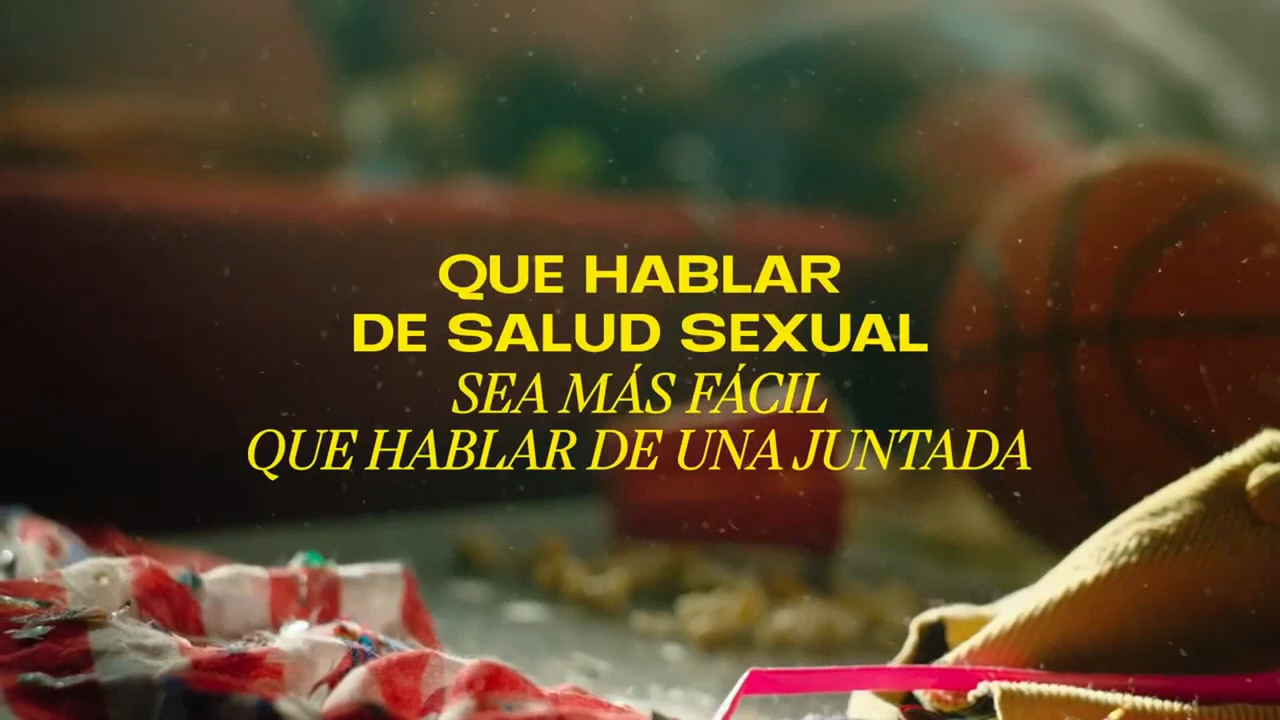 QUE HABLAR
DE SALUD SEXUAL
SEA MÁS FÁCIL
QUE HABLAR DE UNA JUNTADA